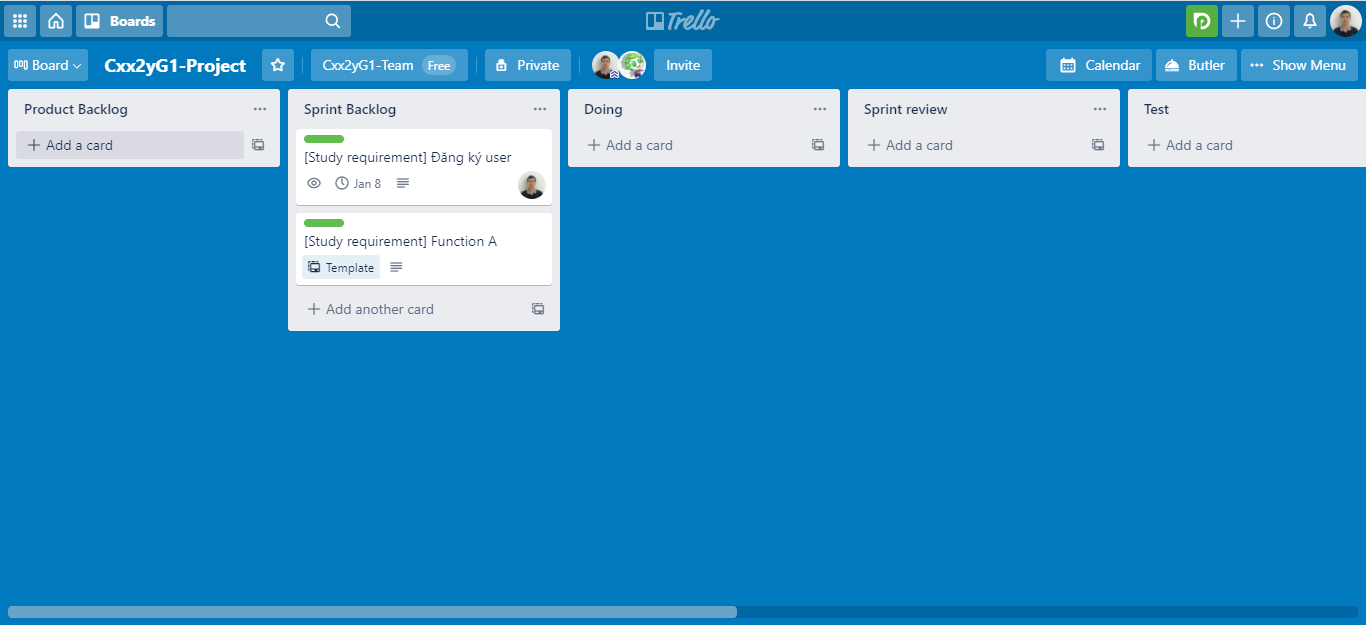 Boards
Trello
Board
Cxx2yG1-Project
Cxx2yG1-Team Free
Private
Invite
Calendar
Butler
Show Menu
Product Backlog
Add a card
Sprint Backlog
[Study requirement] Đăng ký user
Jan 8
[Study requirement] Function A
Template
Add another card
Doing
Add a card
Sprint review
Add a card
Test
Add a card